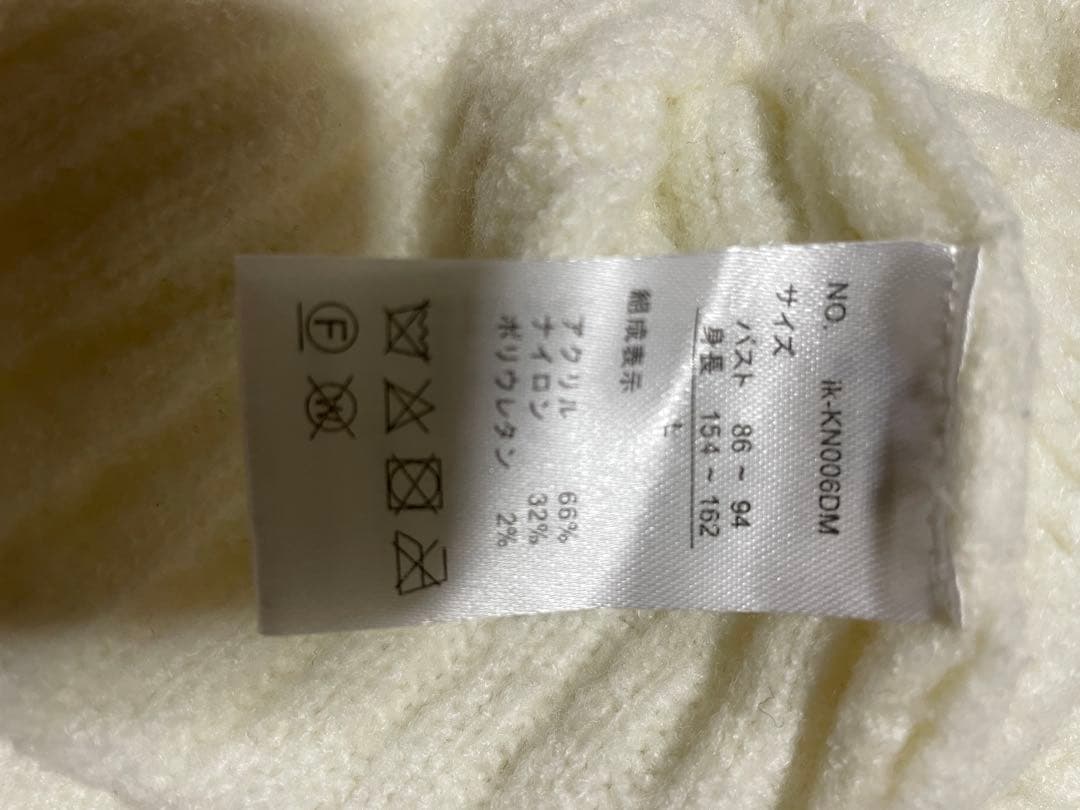 NO. ik-KN006DM
サイズ
バスト 86 ~ 94
身長 154 ~ 162
組成表示
アクリル 66%
ナイロン 32%
ポリウレタン 2%
F W